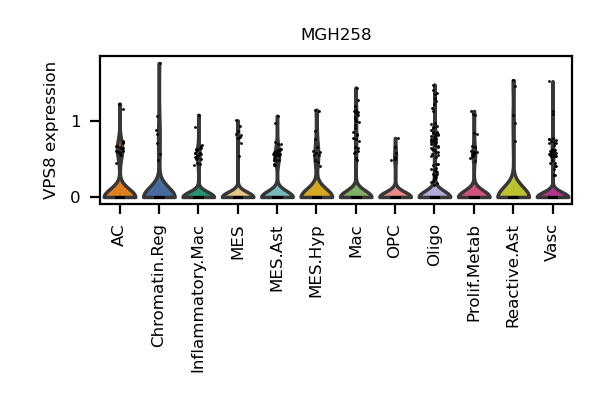 MGH258
VPS8 expression
1
0
AC
Chromatin.Reg
Inflammatory.Mac
MES
MES.Ast
MES.Hyp
Mac
OPC
Oligo
Prolif.Metab
Reactive.Ast
Vasc